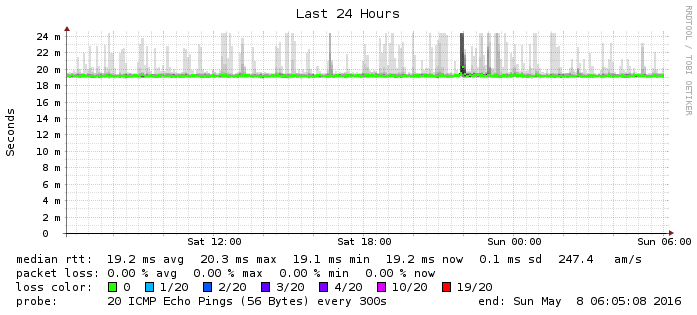 Last 24 Hours
RRDTOOL / TOBI OETIKER
Seconds
24 m
22 m
20 m
18 m
16 m
14 m
12 m
10 m
8 m
6 m
4 m
2 m
0
Sat 12:00 Sat 18:00 Sun 00:00 Sun 06:00
median rtt: 19.2 ms avg 20.3 ms max 19.1 ms min 19.2 ms now 0.1 ms sd 247.4 am/s
packet loss: 0.00 % avg 0.00 % max 0.00 % min 0.00 % now
loss color: 0 1/20 2/20 3/20 4/20 10/20 19/20
probe: 20 ICMP Echo Pings (56 Bytes) every 300s end: Sun May 8 06:05:08 2016